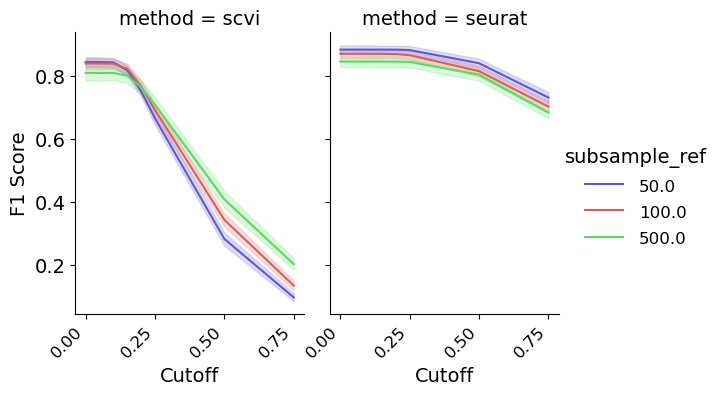 method = scvi
method = seurat
F1 Score
0.8
0.6
0.4
0.2
0.00
0.25
0.50
0.75
0.00
0.25
0.50
0.75
Cutoff
Cutoff
subsample_ref
50.0
100.0
500.0